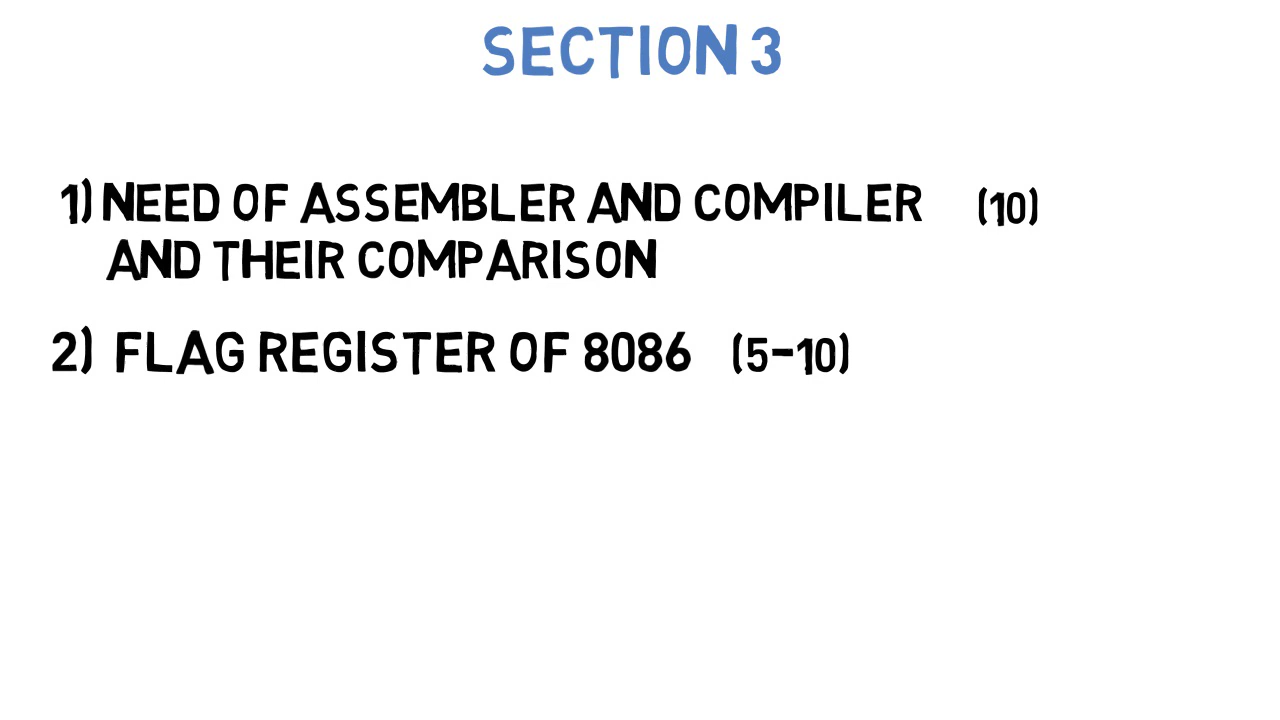 SECTION 3
1) NEED OF ASSEMBLER AND COMPILER (10)
AND THEIR COMPARISON
2) FLAG REGISTER OF 8086 (5-10)